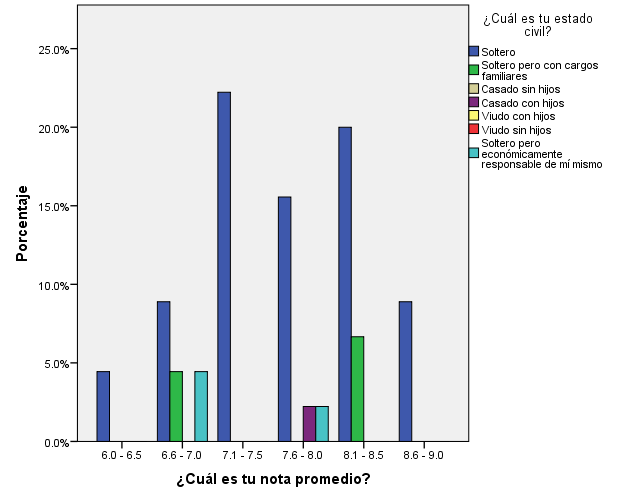 ¿Cuál es tu estado
civil?
Soltero
Soltero pero con cargos
familiares
Casado sin hijos
Casado con hijos
Viudo con hijos
Viudo sin hijos
Soltero pero
económicamente
responsable de mí mismo
Porcentaje
25.0%
20.0%
15.0%
10.0%
5.0%
0.0%
6.0 - 6.5
6.6 - 7.0
7.1 - 7.5
7.6 - 8.0
8.1 - 8.5
8.6 - 9.0
¿Cuál es tu nota promedio?